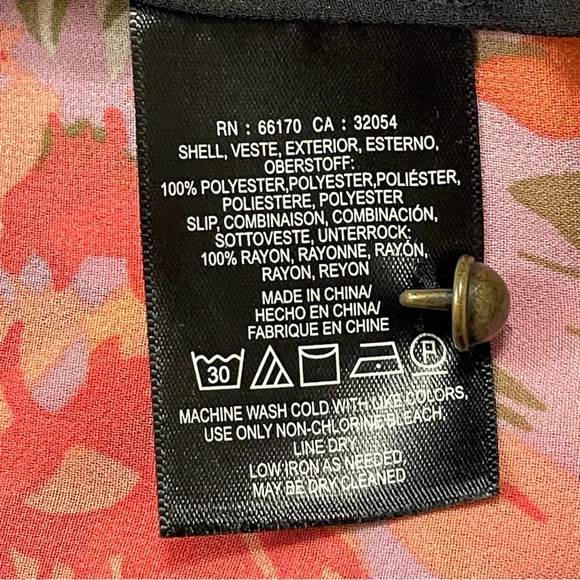 RN : 66170 CA : 32054
SHELL, VESTE, EXTERIOR, ESTERNO,
OBERSTOFF:
100% POLYESTER,POLYESTER,POLIÉSTER,
POLIESTERE, POLYESTER
SLIP, COMBINAISON, COMBINACIÓN,
SOTTOVESTE, UNTERROCK:
100% RAYON, RAYONNE, RAYÓN,
RAYON, REYON
MADE IN CHINA/
HECHO EN CHINA/
FABRIQUE EN CHINE
30 P
MACHINE WASH COLD WITH LIKE COLORS,
USE ONLY NON-CHLORINE BLEACH,
LINE DRY
LOW IRON AS NEEDED
MAY BE DRY CLEANED